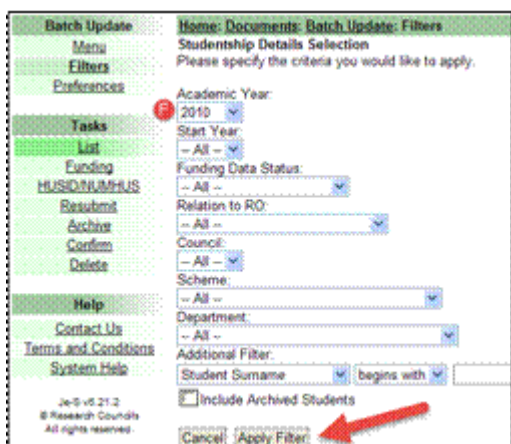 Batch Update
Menu
Filters
Preferences
Tasks
List
Funding
HUSID/NUMHUS
Resubmit
Archive
Confirm
Delete
Help
Contact Us
Terms and Conditions
System Help
Je-S v6.21.2
© Research Councils
All rights reserved.
Home: Documents: Batch Update: Filters
Studentship Details Selection
Please specify the criteria you would like to apply.
Academic Year:
F 2010
Start Year:
-- All --
Funding Data Status:
-- All --
Relation to RO:
-- All --
Council:
-- All --
Scheme:
-- All --
Department:
-- All --
Additional Filter:
Student Surname begins with
Include Archived Students
Cancel Apply Filter